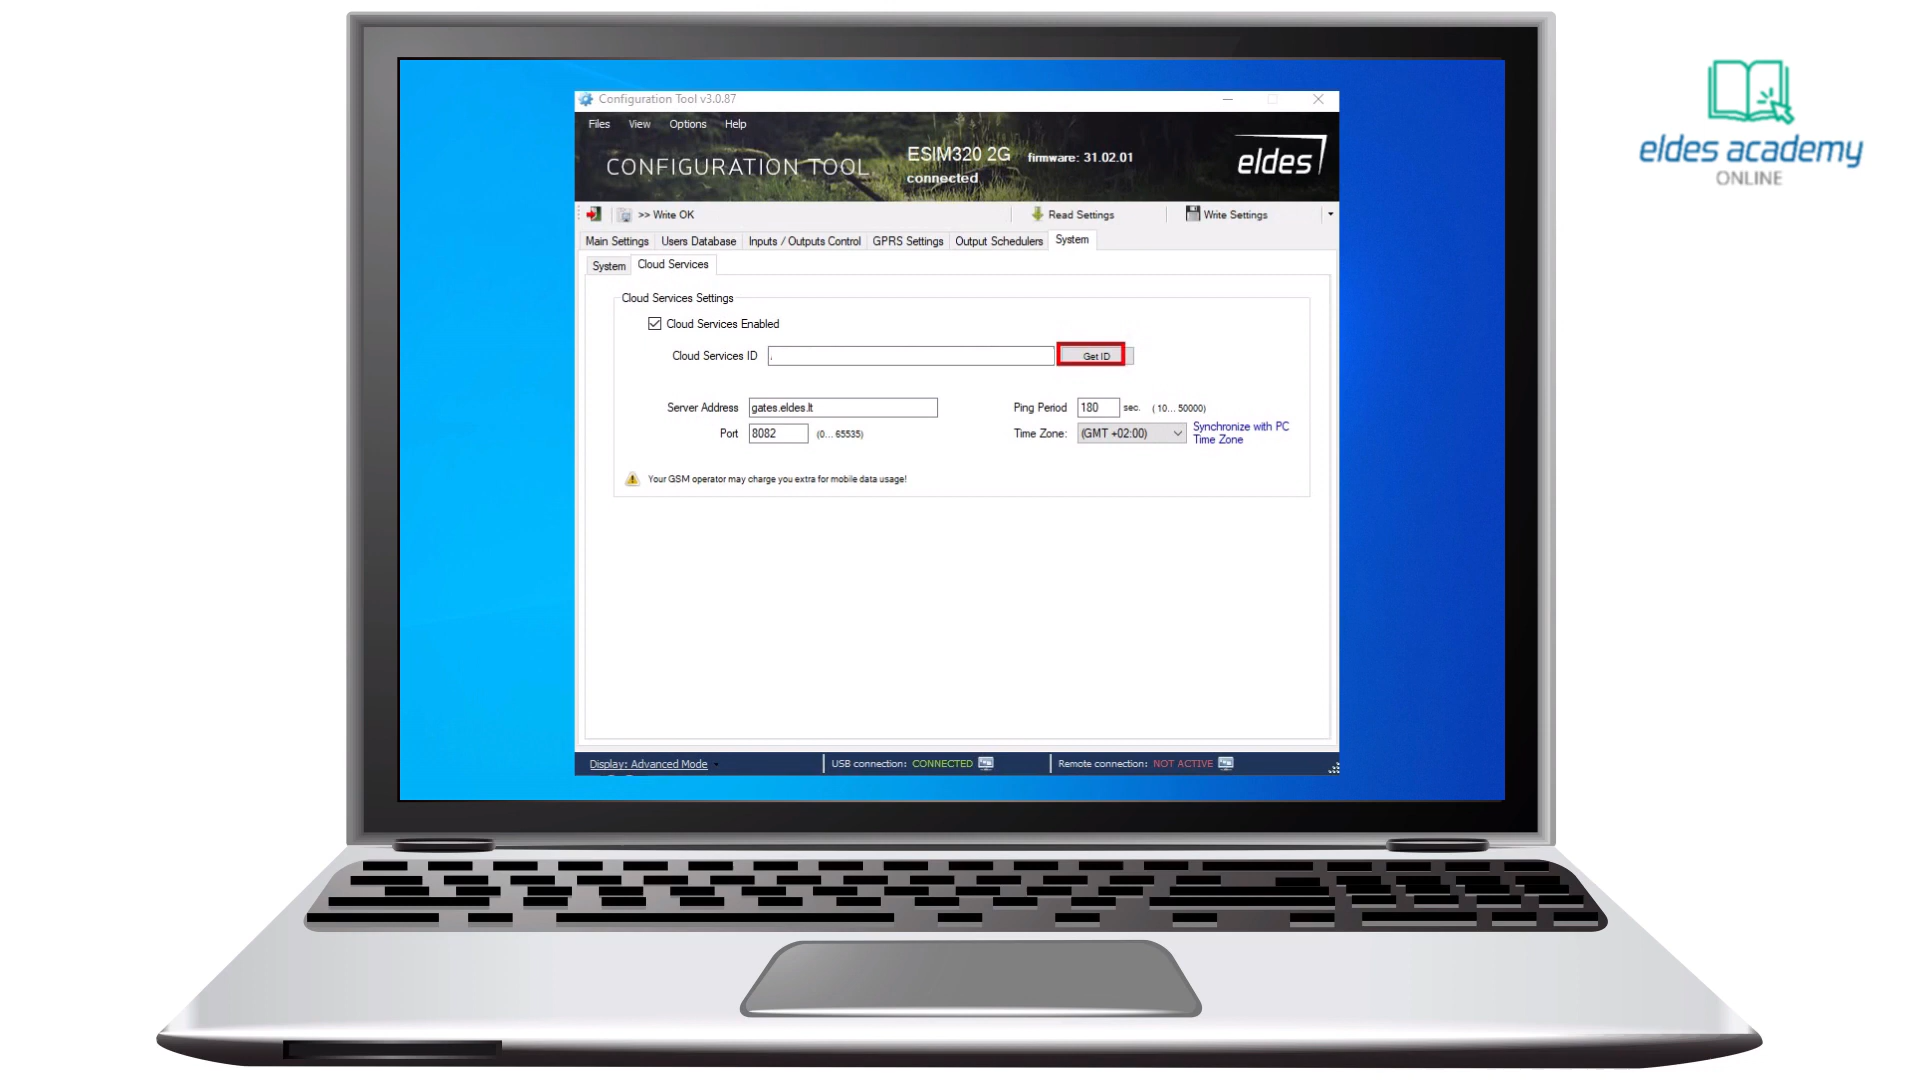 Configuration Tool v3.0.87
Files View Options Help
CONFIGURATION TOOL
ESIM320 2G firmware: 31.02.01
connected
eldes
>> Write OK Read Settings Write Settings
Main Settings Users Database Inputs / Outputs Control GPRS Settings Output Schedulers System
System Cloud Services
Cloud Services Settings
Cloud Services Enabled
Cloud Services ID Get ID
Server Address gates.eldes.lt Ping Period 180 sec. ( 10... 50000)
Port 8082 (0... 65535) Time Zone: (GMT +02:00) Synchronize with PC
Time Zone
Your GSM operator may charge you extra for mobile data usage!
Display: Advanced Mode USB connection: CONNECTED Remote connection: NOT ACTIVE
eldes academy
ONLINE